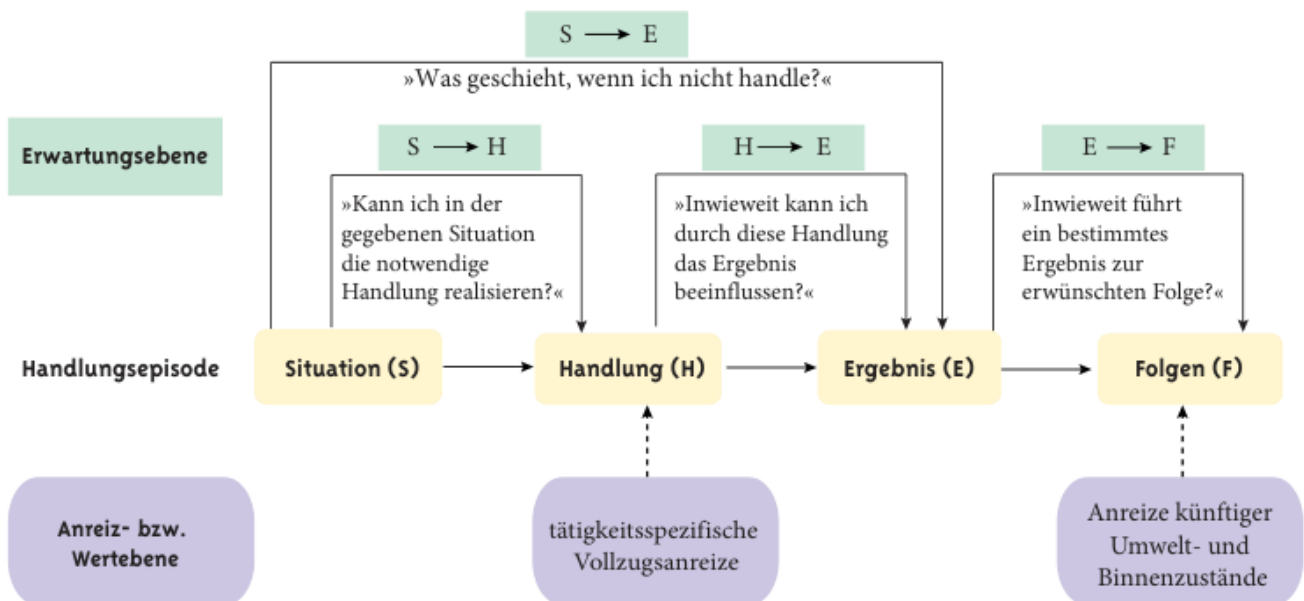 S → E
»Was geschieht, wenn ich nicht handle?«
Erwartungsebene
S → H
H → E
E → F
»Kann ich in der
gegebenen Situation
die notwendige
Handlung realisieren?«
»Inwieweit kann ich
durch diese Handlung
das Ergebnis
beeinflussen?«
»Inwieweit führt
ein bestimmtes
Ergebnis zur
erwünschten Folge?«
Handlungsepisode
Situation (S)
Handlung (H)
Ergebnis (E)
Folgen (F)
Anreiz- bzw.
Wertebene
tätigkeitsspezifische
Vollzugsanreize
Anreize künftiger
Umwelt- und
Binnenzustände